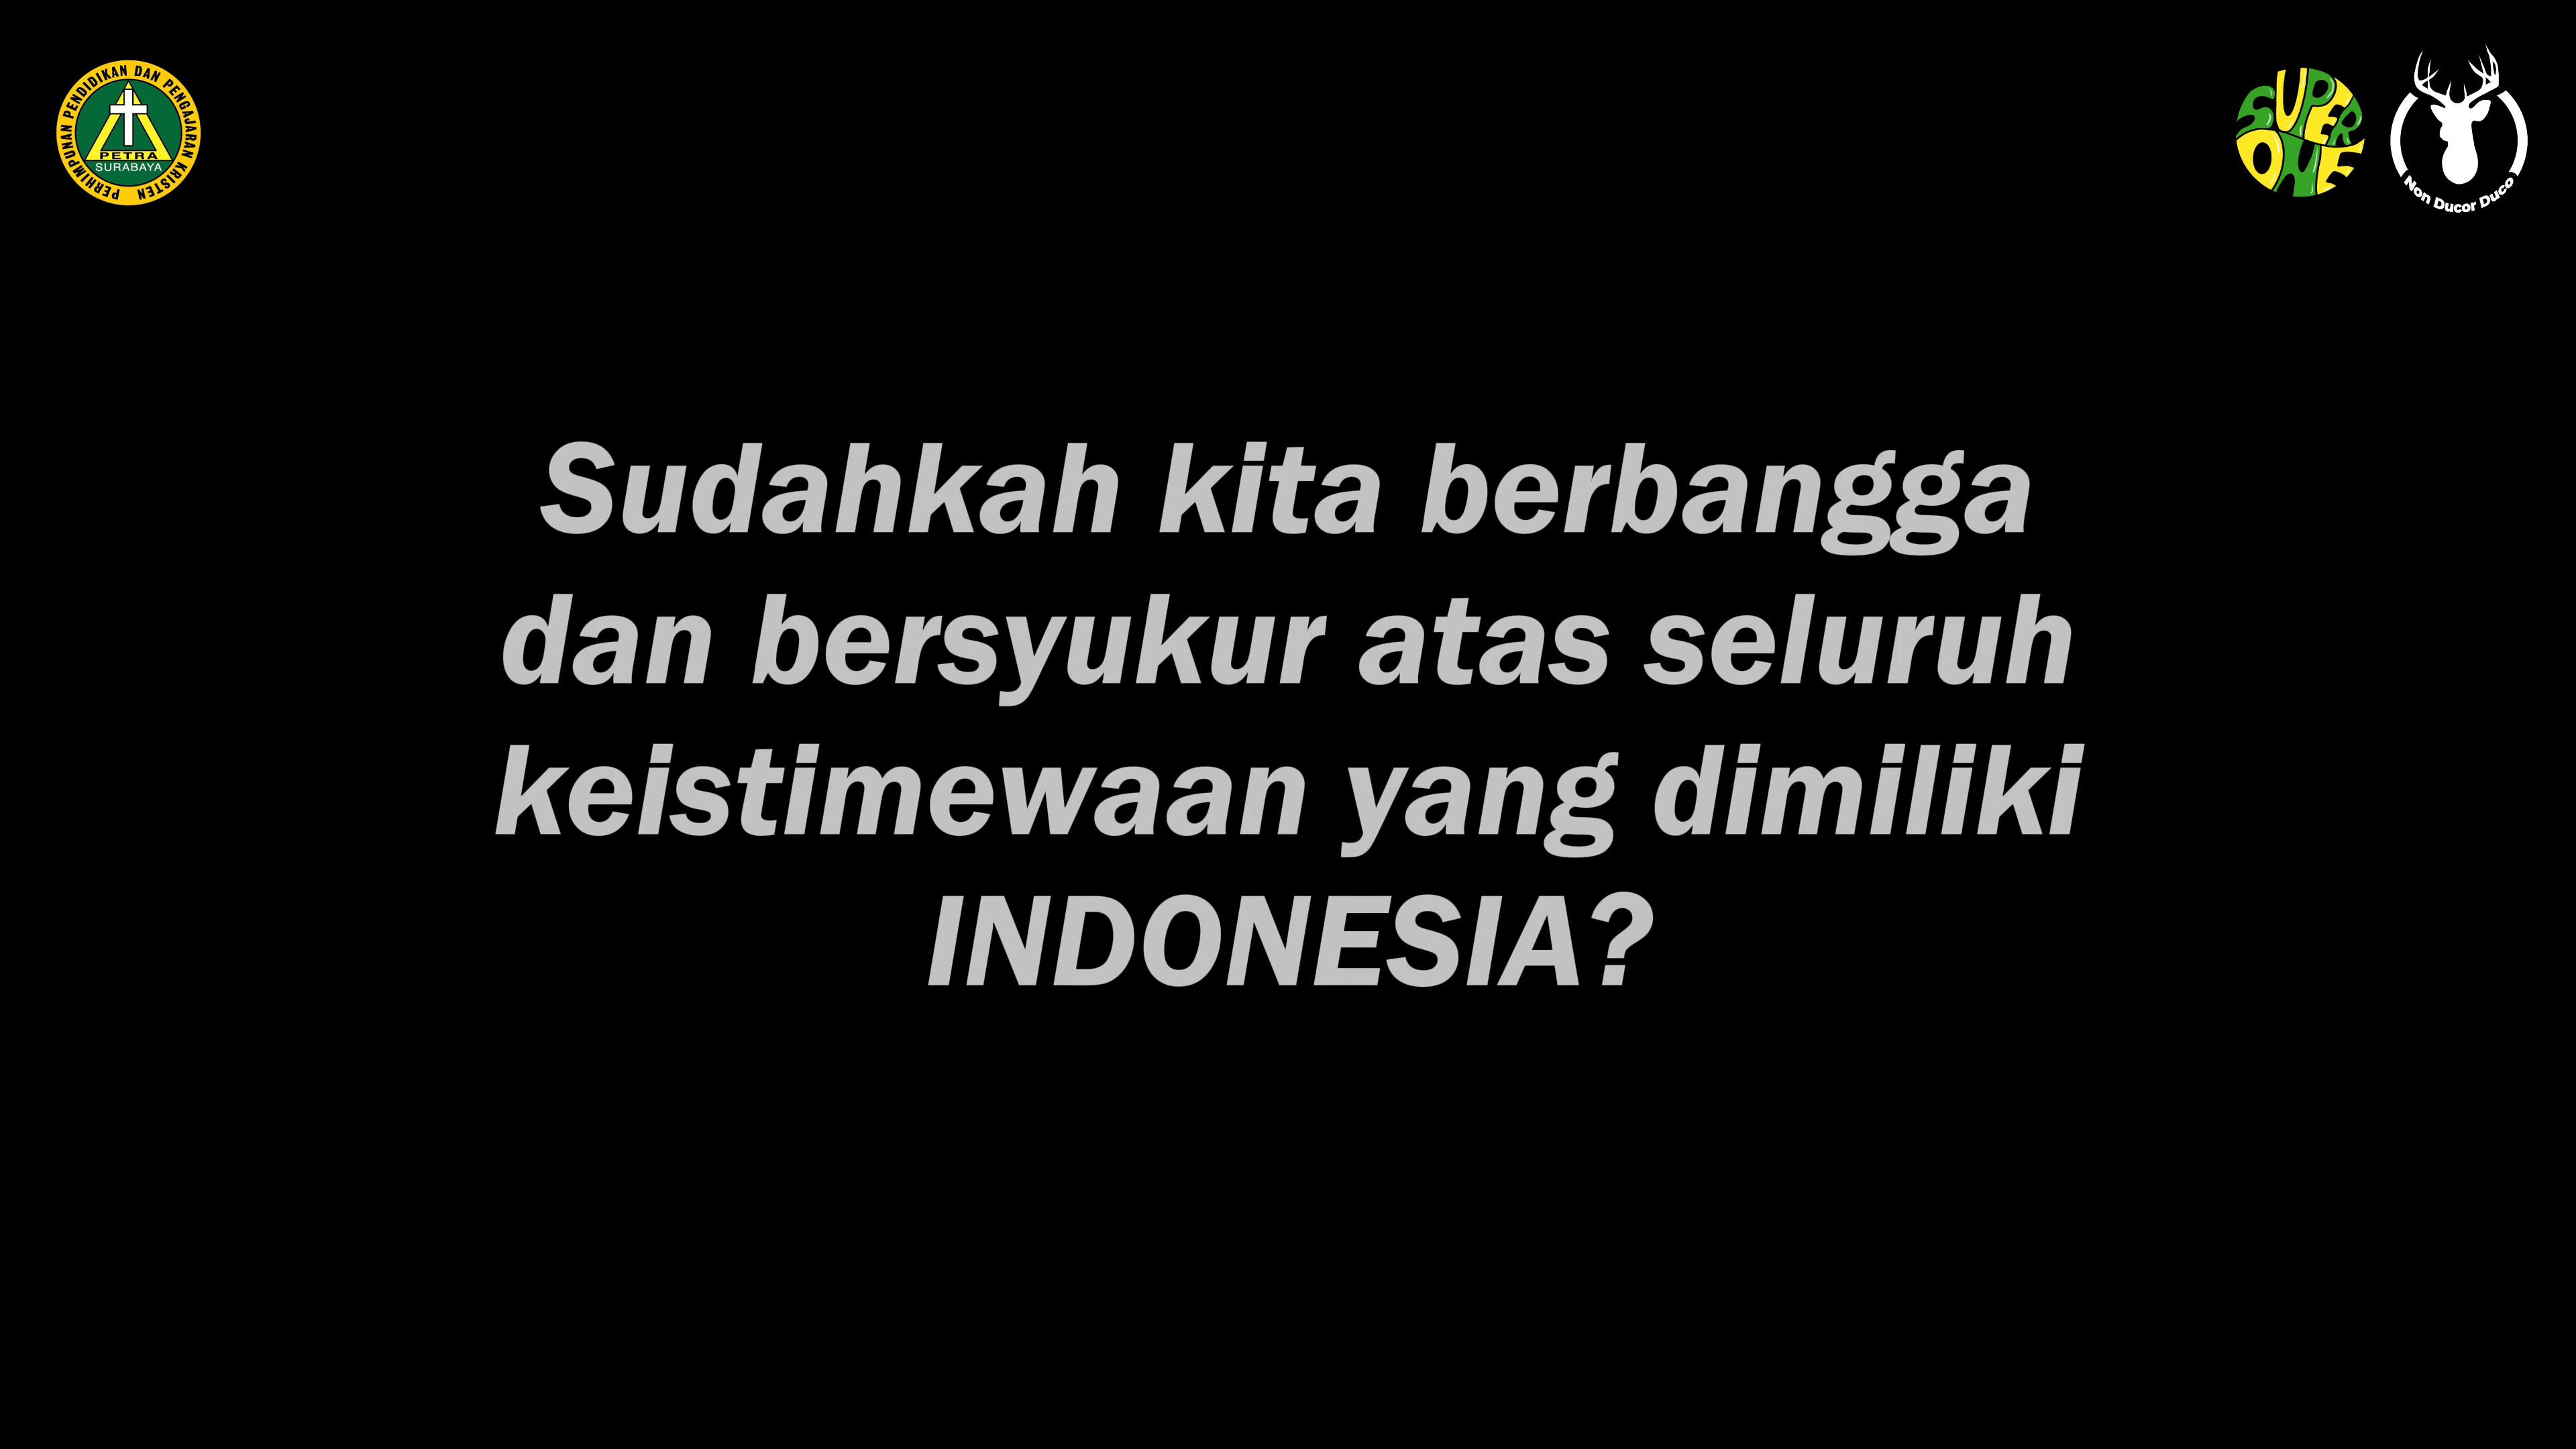 PERHIMPUNAN PENDIDIKAN DAN PENGAJARAN KRISTEN
PETRA
SURABAYA
SUPER
ONE
Non Ducor Duco
Sudahkah kita berbangga
dan bersyukur atas seluruh
keistimewaan yang dimiliki
INDONESIA?